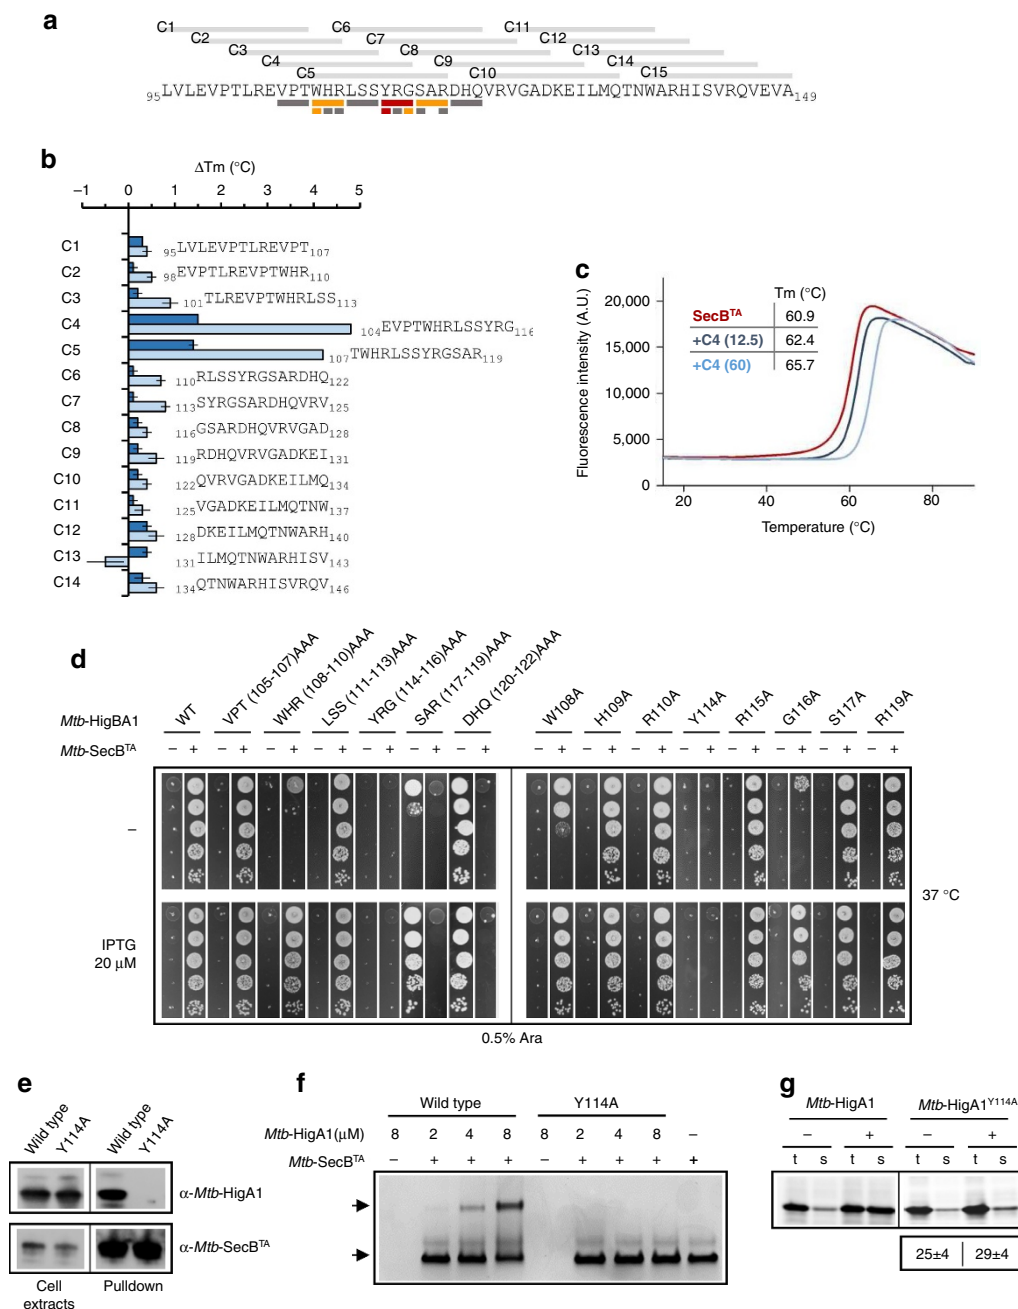 a
C1 C6 C11
C2 C7 C12
C3 C8 C13
C4 C9 C14
C5 C10 C15
95LVLEVPTLREVPTWHRLSSYRGSARDHQVRVGADKEILMQTNWARHISVRQVEVA149
b
ΔTm (°C)
−1 0 1 2 3 4 5
C1 95LVLEVPTLREVPT107
C2 98EVPTLREVPTWHR110
C3 101TLREVPTWHRLSS113
C4 104EVPTWHRLSSYRG116
C5 107TWHRLSSYRGSAR119
C6 110RLSSYRGSARDHQ122
C7 113SYRGSARDHQVRV125
C8 116GSARDHQVRVGAD128
C9 119RDHQVRVGADKEI131
C10 122QVRVGADKEILMQ134
C11 125VGADKEILMQTNW137
C12 128DKEILMQTNWARH140
C13 131ILMQTNWARHISV143
C14 134QTNWARHISVRQV146
c
Fluorescence intensity (A.U.)
20,000
15,000
10,000
5,000
0
20 40 60 80
Temperature (°C)
Tm (°C)
SecBTA 60.9
+C4 (12.5) 62.4
+C4 (60) 65.7
d
Mtb-HigBA1 WT VPT (105-107)AAA WHR (108-110)AAA LSS (111-113)AAA YRG (114-116)AAA SAR (117-119)AAA DHQ (120-122)AAA W108A H109A R110A Y114A R115A G116A S117A R119A
Mtb-SecBTA − + − + − + − + − + − + − + − + − + − + − + − + − + − + − +
−
IPTG
20 μM
37 °C
0.5% Ara
e
Wild type Y114A Wild type Y114A
α-Mtb-HigA1
α-Mtb-SecBTA
Cell
extracts
Pulldown
f
Wild type Y114A
Mtb-HigA1(μM) 8 2 4 8 8 2 4 8 −
Mtb-SecBTA − + + + − + + + +
g
Mtb-HigA1 Mtb-HigA1Y114A
− + − +
t s t s t s t s
25±4 29±4